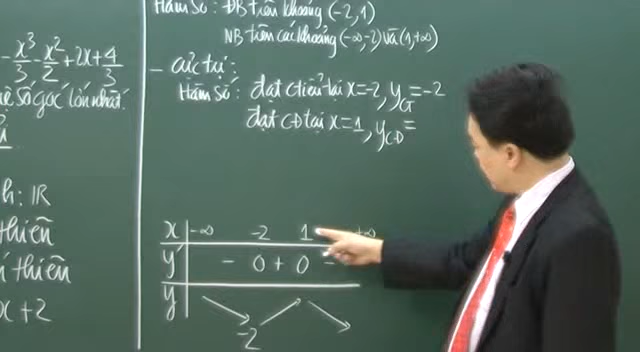 -x³/3 - x²/2 + 2x + 4/3
hệ số góc lớn nhất.
h: ℝ
thiên
thiên
x+2
Hàm Số: ĐB trên khoảng (-2,1)
NB trên các khoảng (-∞,-2) và (1,+∞)
- cực trị:
Hàm Số: đạt ctiểu tại x=-2, y_CT=-2
đạt CĐ tại x=1, y_CĐ=
x -∞ -2 1 +∞
y' - 0 + 0 -
y
-2